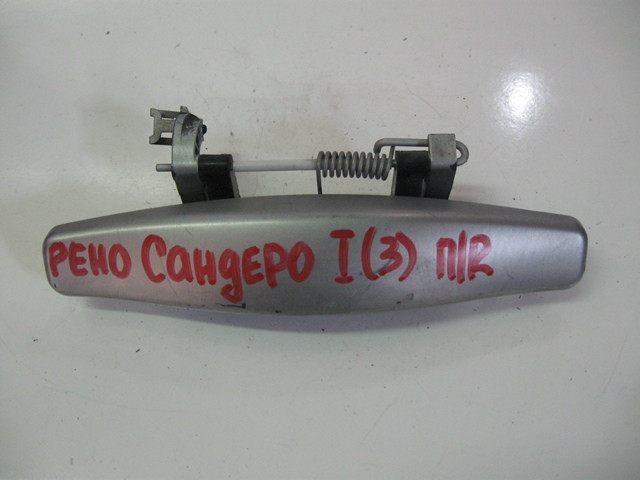 РЕНО Сандеро I (3) П/R